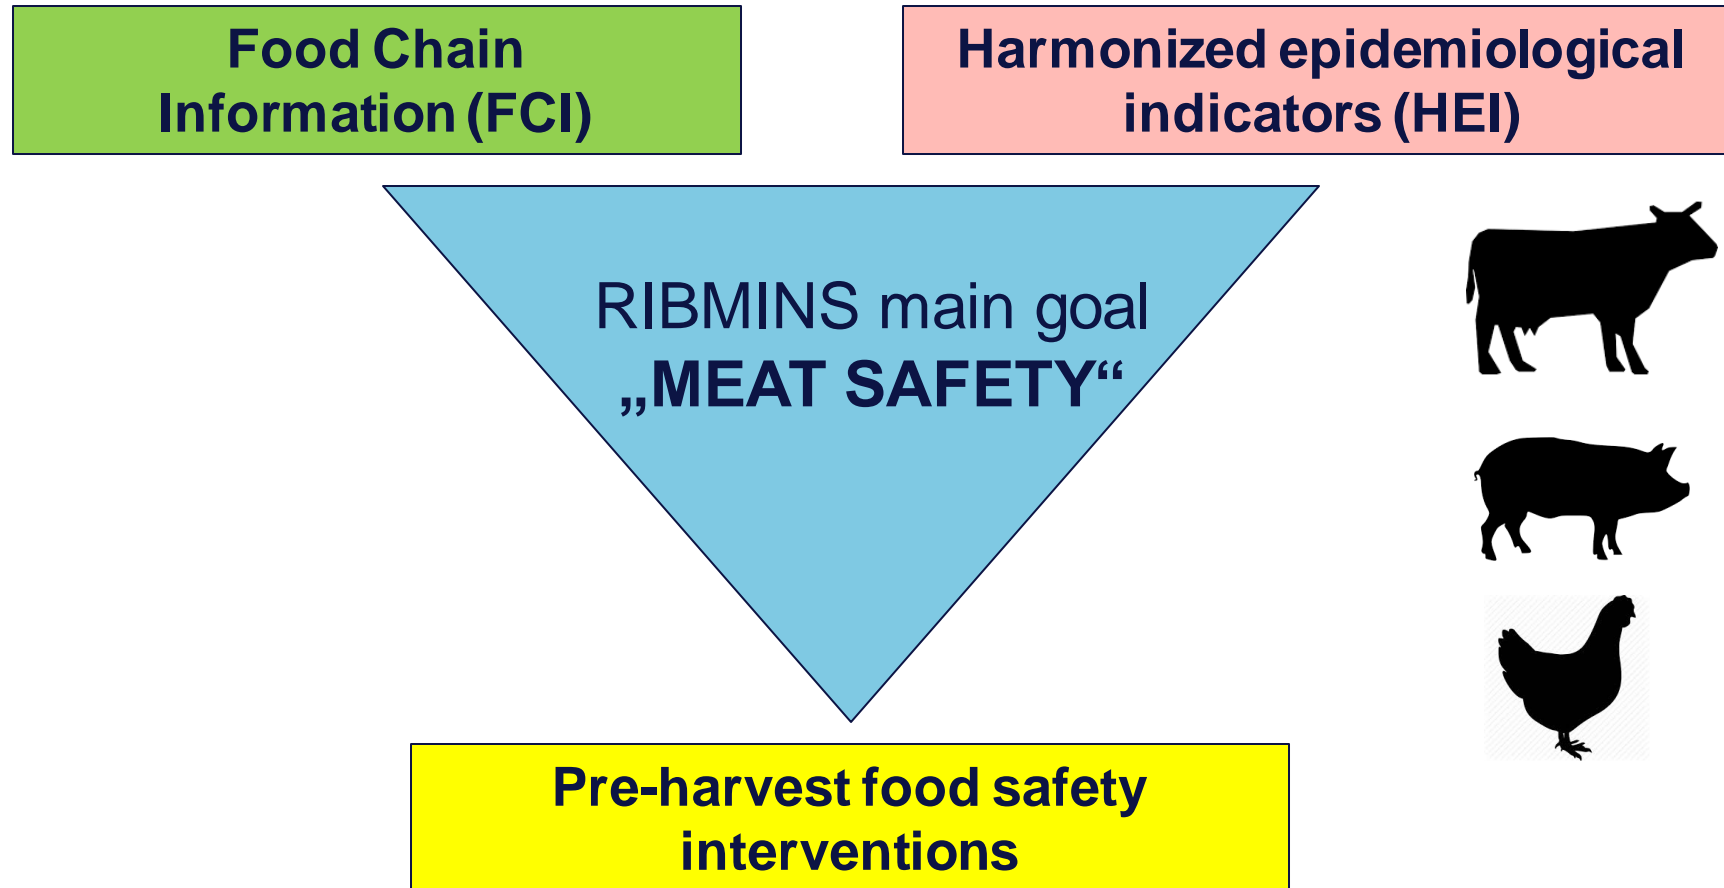 Food Chain
Information (FCI)
Harmonized epidemiological
indicators (HEI)
RIBMINS main goal
„MEAT SAFETY“
Pre-harvest food safety
interventions